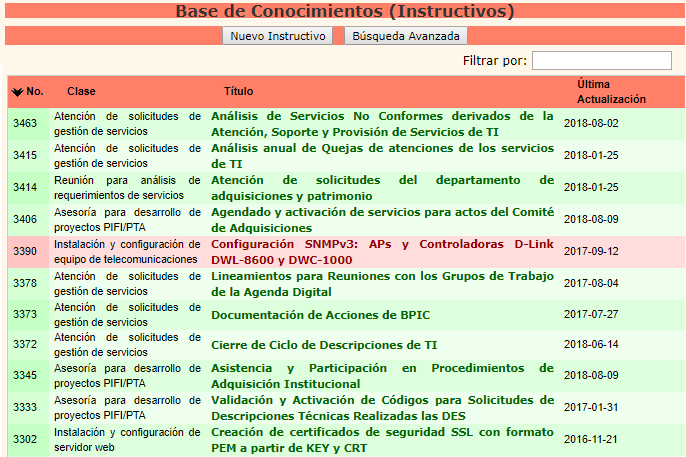 Base de Conocimientos (Instructivos)
Nuevo Instructivo Búsqueda Avanzada
Filtrar por:
No. Clase Título Última Actualización
3463 Atención de solicitudes de gestión de servicios Análisis de Servicios No Conformes derivados de la Atención, Soporte y Provisión de Servicios de TI 2018-08-02
3415 Atención de solicitudes de gestión de servicios Análisis anual de Quejas de atenciones de los servicios de TI 2018-01-25
3414 Reunión para análisis de requerimientos de servicios Atención de solicitudes del departamento de adquisiciones y patrimonio 2018-01-25
3406 Asesoría para desarrollo de proyectos PIFI/PTA Agendado y activación de servicios para actos del Comité de Adquisiciones 2018-08-09
3390 Instalación y configuración de equipo de telecomunicaciones Configuración SNMPv3: APs y Controladoras D-Link DWL-8600 y DWC-1000 2017-09-12
3378 Atención de solicitudes de gestión de servicios Lineamientos para Reuniones con los Grupos de Trabajo de la Agenda Digital 2017-08-04
3373 Atención de solicitudes de gestión de servicios Documentación de Acciones de BPIC 2017-07-27
3372 Atención de solicitudes de gestión de servicios Cierre de Ciclo de Descripciones de TI 2018-06-14
3345 Asesoría para desarrollo de proyectos PIFI/PTA Asistencia y Participación en Procedimientos de Adquisición Institucional 2018-08-09
3333 Asesoría para desarrollo de proyectos PIFI/PTA Validación y Activación de Códigos para Solicitudes de Descripciones Técnicas Realizadas las DES 2017-01-31
3302 Instalación y configuración de servidor web Creación de certificados de seguridad SSL con formato PEM a partir de KEY y CRT 2016-11-21